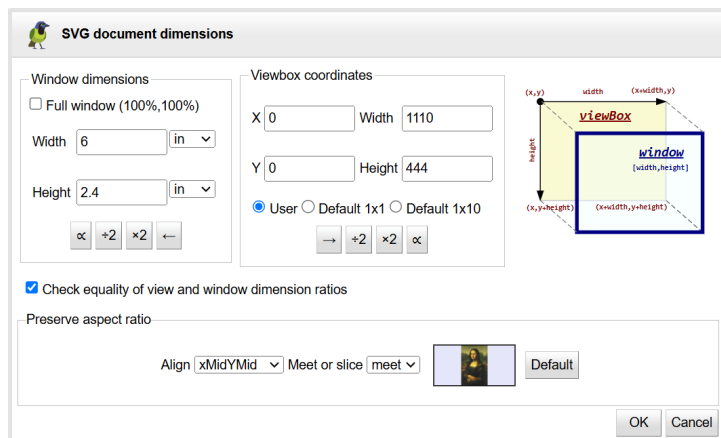 SVG document dimensions
Window dimensions
Full window (100%,100%)
Width 6 in
Height 2.4 in
∝ ÷2 ×2 ←
Viewbox coordinates
X 0 Width 1110
Y 0 Height 444
User Default 1x1 Default 1x10
→ ÷2 ×2 ∝
(x,y) width (x+width,y)
viewBox
height
window
[width,height]
(x,y+height) (x+width,y+height)
Check equality of view and window dimension ratios
Preserve aspect ratio
Align xMidYMid Meet or slice meet Default
OK Cancel